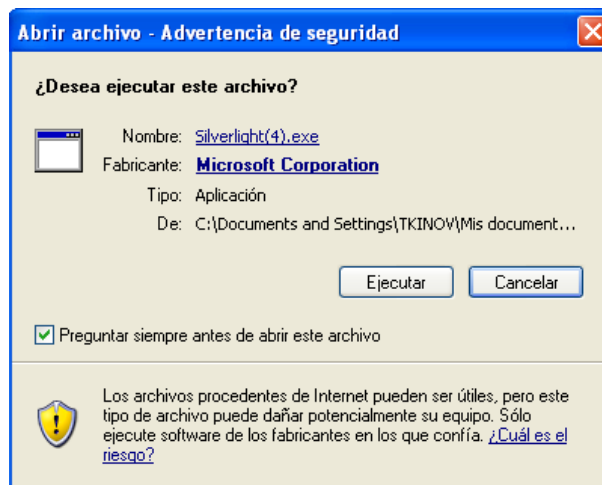 Abrir archivo - Advertencia de seguridad
¿Desea ejecutar este archivo?
Nombre: Silverlight(4).exe
Fabricante: Microsoft Corporation
Tipo: Aplicación
De: C:\Documents and Settings\TKINOV\Mis document...
Ejecutar Cancelar
Preguntar siempre antes de abrir este archivo
Los archivos procedentes de Internet pueden ser útiles, pero este
tipo de archivo puede dañar potencialmente su equipo. Sólo
ejecute software de los fabricantes en los que confía. ¿Cuál es el
riesgo?